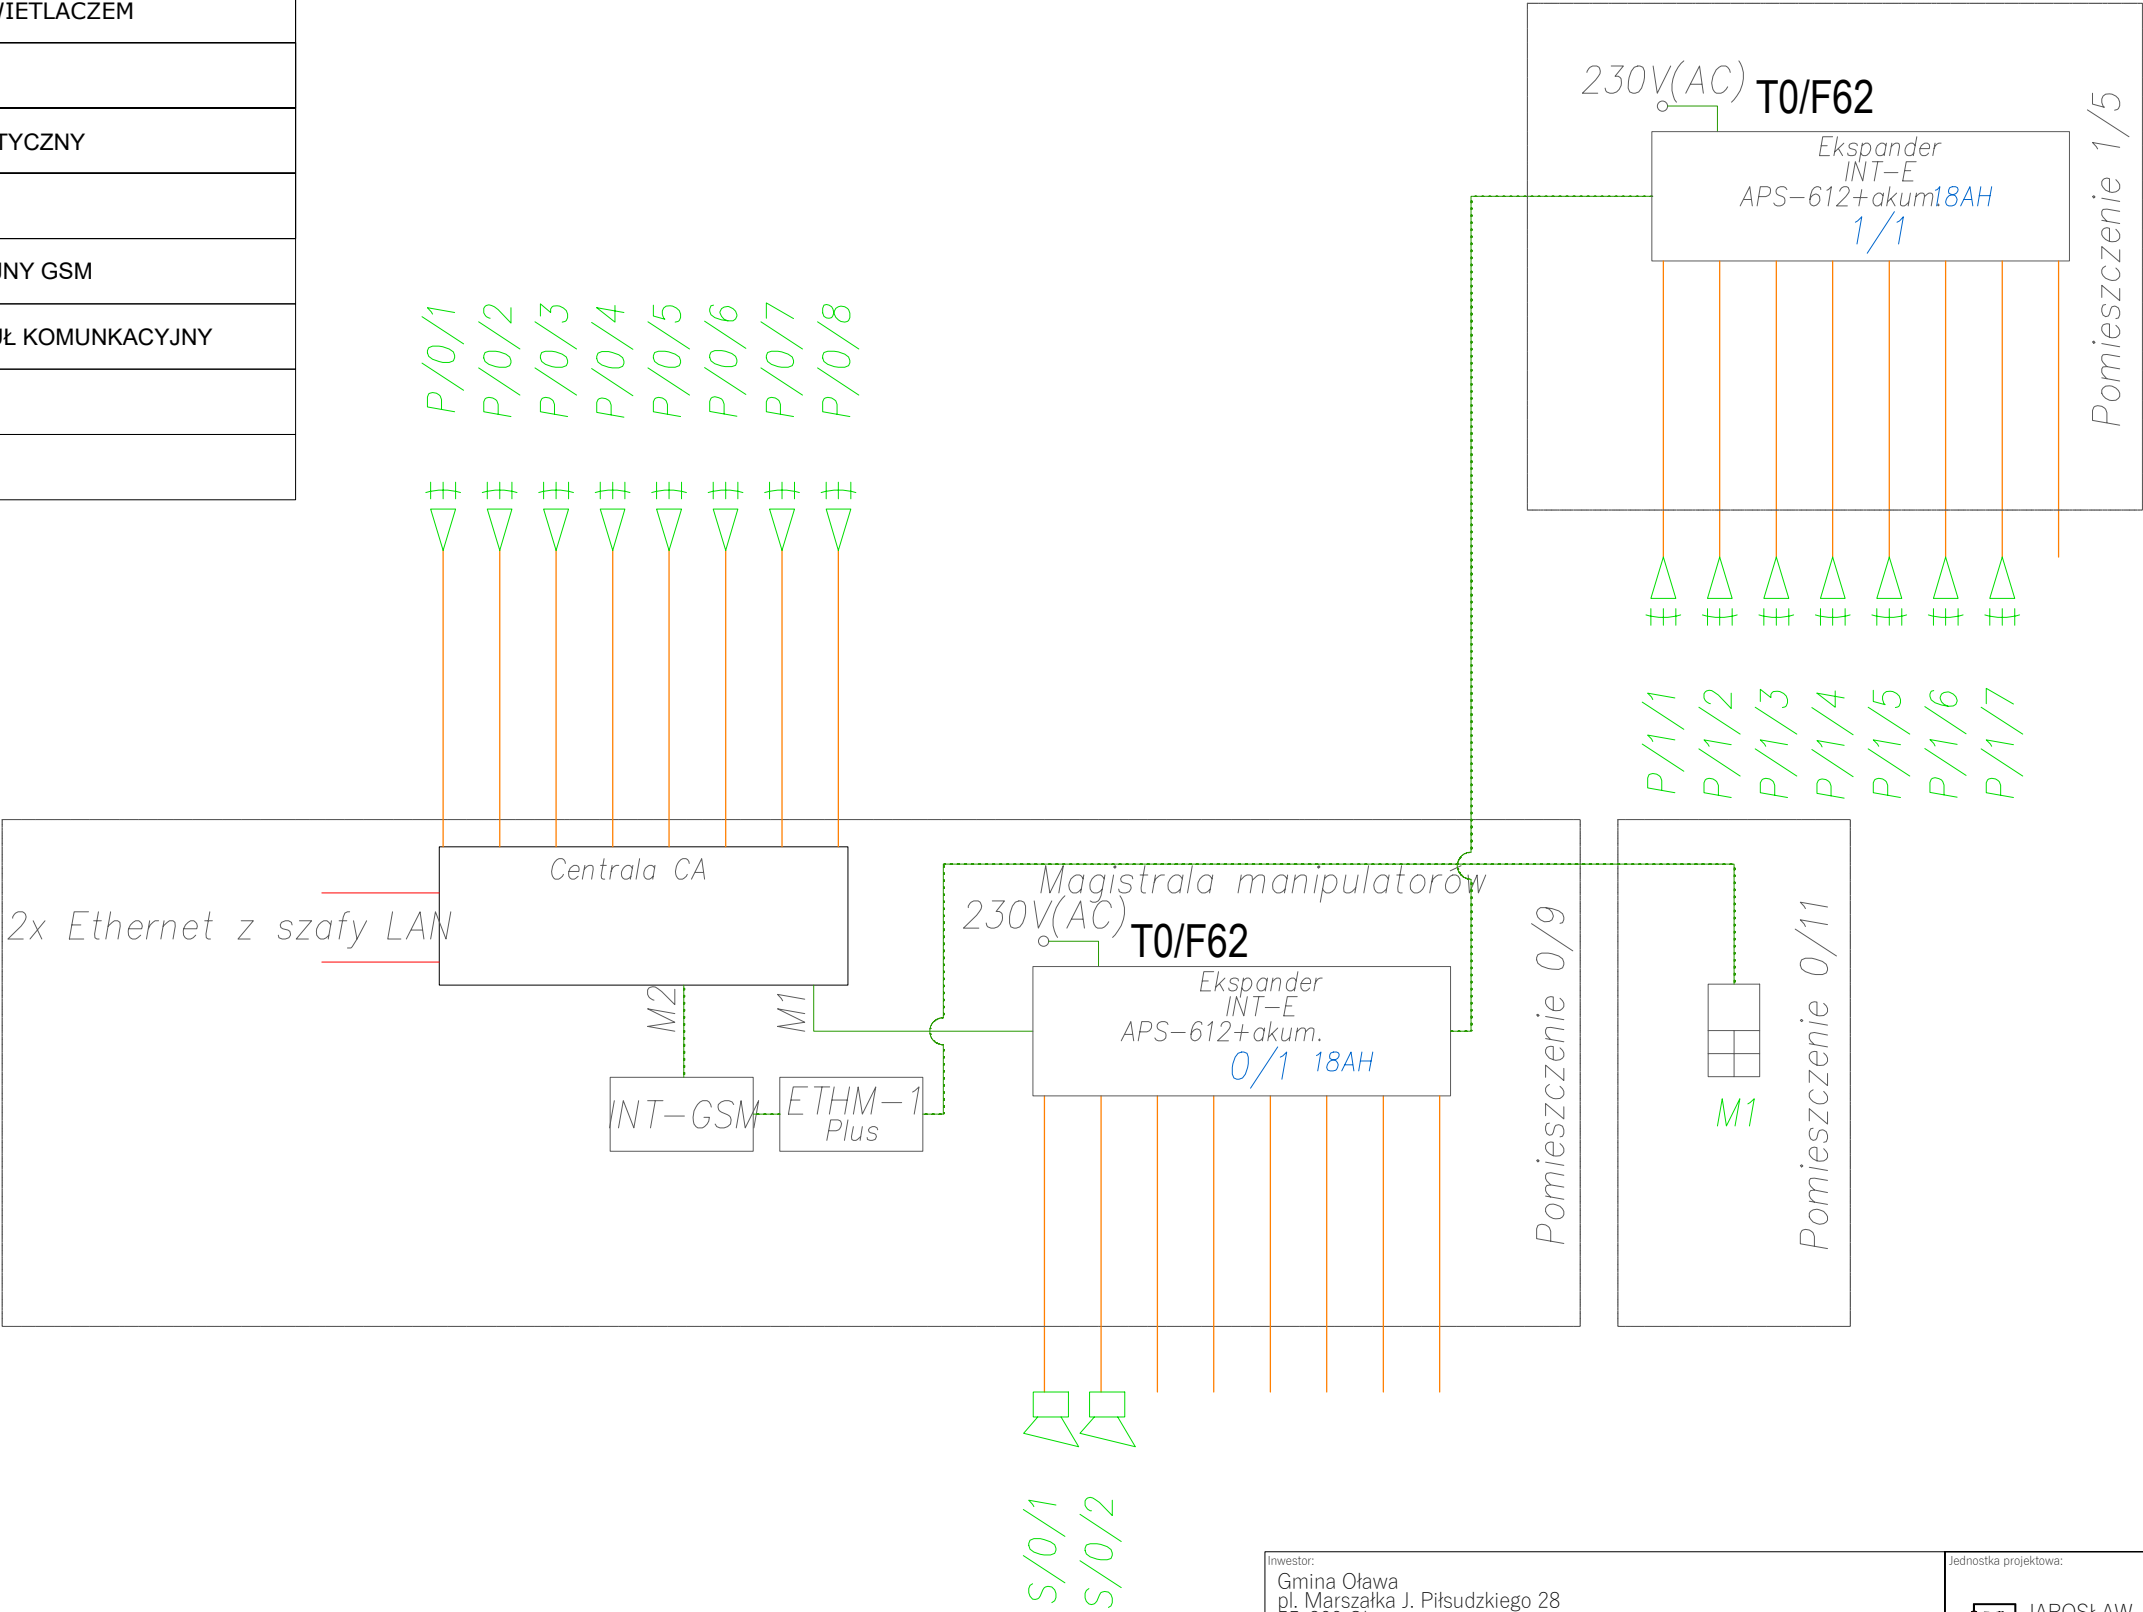 230V(AC) T0/F62
Ekspander
INT-E
APS-612+akum.18AH
1/1
Pomieszczenie 1/5
P/0/1
P/0/2
P/0/3
P/0/4
P/0/5
P/0/6
P/0/7
P/0/8
KOMUNKACYJNY
GSM
P/1/1
P/1/2
P/1/3
P/1/4
P/1/5
P/1/6
P/1/7
Centrala CA
2x Ethernet z szafy LAN
Magistrala manipulatorów
230V(AC) T0/F62
Ekspander
INT-E
APS-612+akum.
0/1 18AH
Pomieszczenie 0/9
M2
M1
INT-GSM
ETHM-1
Plus
M1
Pomieszczenie 0/11
S/0/1
S/0/2
Inwestor:
Gmina Oława
pl. Marszałka J. Piłsudzkiego 28
Jednostka projektowa:
JAROSŁAW